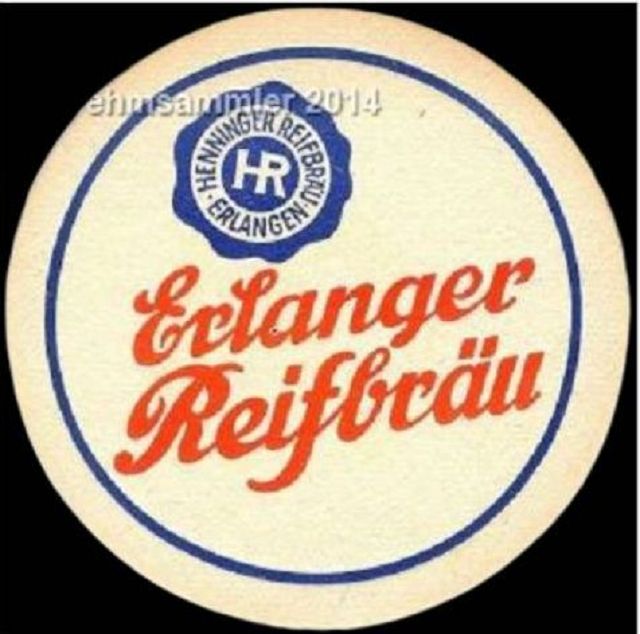 ehmsammler 2014
HENNINGER REIFBRÄU
· ERLANGEN ·
HR
Erlanger
Reifbräu